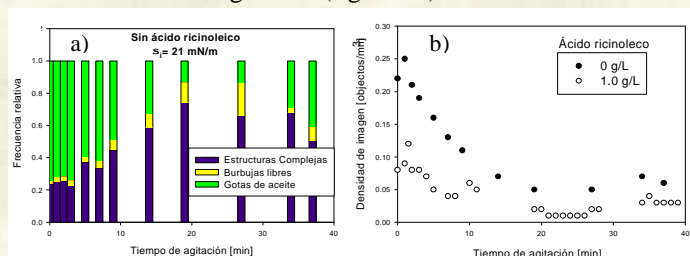 a)
Sin ácido ricinoleico
sᵢ= 21 mN/m
Frecuencia relativa
1.0
0.8
0.6
0.4
0.2
0.0
Estructuras Complejas
Burbujas libres
Gotas de aceite
0
10
20
30
40
Tiempo de agitación [min]
b)
Ácido ricinoleco
0 g/L
1.0 g/L
Densidad de imagen [objectos/mm²]
0.30
0.25
0.20
0.15
0.10
0.05
0.00
0
10
20
30
40
Tiempo de agitación [min]